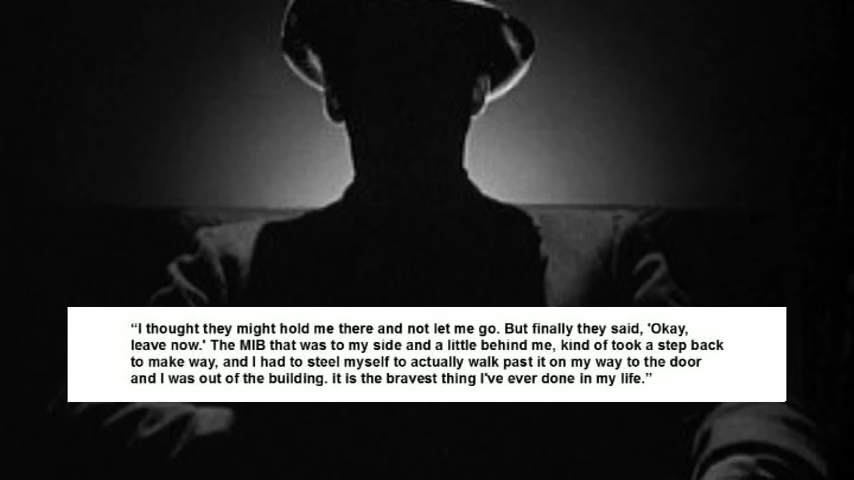 “I thought they might hold me there and not let me go. But finally they said, 'Okay,
leave now.' The MIB that was to my side and a little behind me, kind of took a step back
to make way, and I had to steel myself to actually walk past it on my way to the door
and I was out of the building. it is the bravest thing I've ever done in my life.”